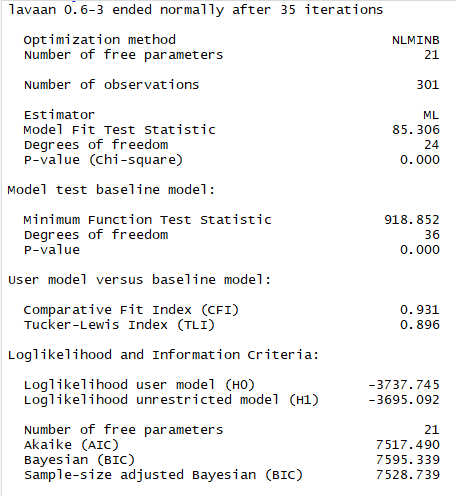 lavaan 0.6-3 ended normally after 35 iterations
Optimization method NLMINB
Number of free parameters 21
Number of observations 301
Estimator ML
Model Fit Test Statistic 85.306
Degrees of freedom 24
P-value (Chi-square) 0.000
Model test baseline model:
Minimum Function Test Statistic 918.852
Degrees of freedom 36
P-value 0.000
User model versus baseline model:
Comparative Fit Index (CFI) 0.931
Tucker-Lewis Index (TLI) 0.896
Loglikelihood and Information Criteria:
Loglikelihood user model (H0) -3737.745
Loglikelihood unrestricted model (H1) -3695.092
Number of free parameters 21
Akaike (AIC) 7517.490
Bayesian (BIC) 7595.339
Sample-size adjusted Bayesian (BIC) 7528.739